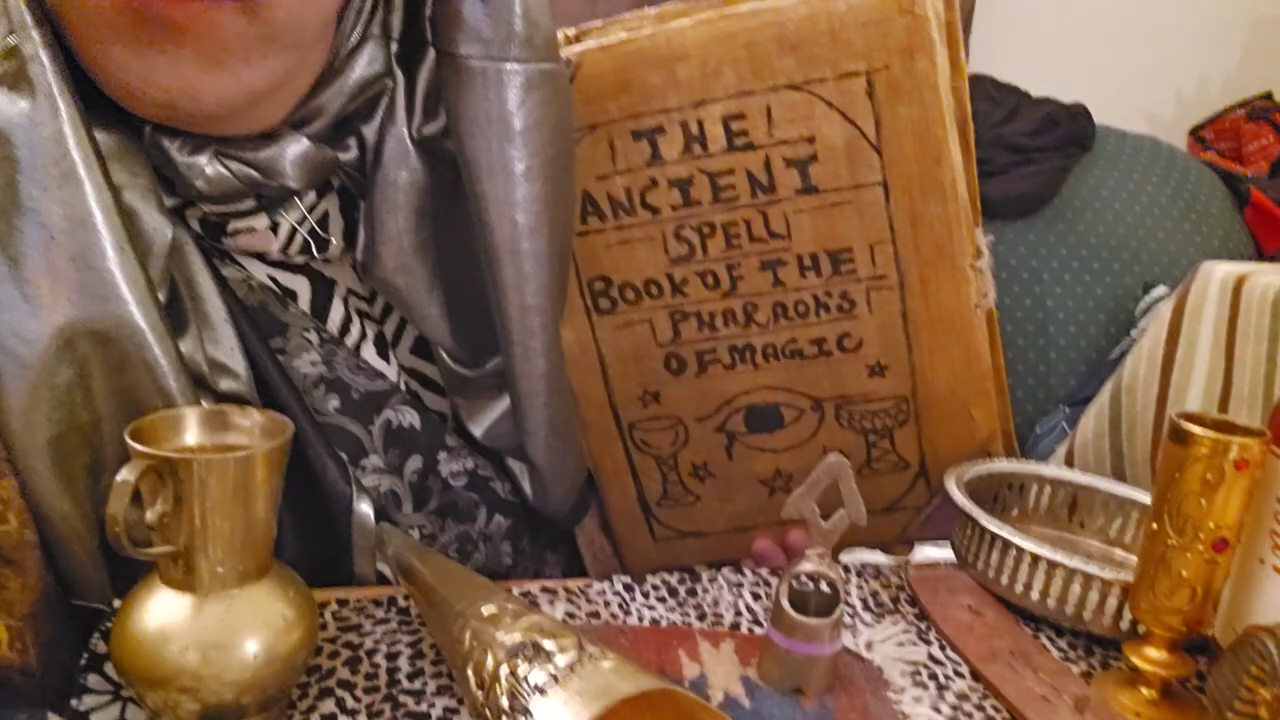 THE
ANCIENT
SPELL
BOOK OF THE
PHARAOH'S
OF MAGIC